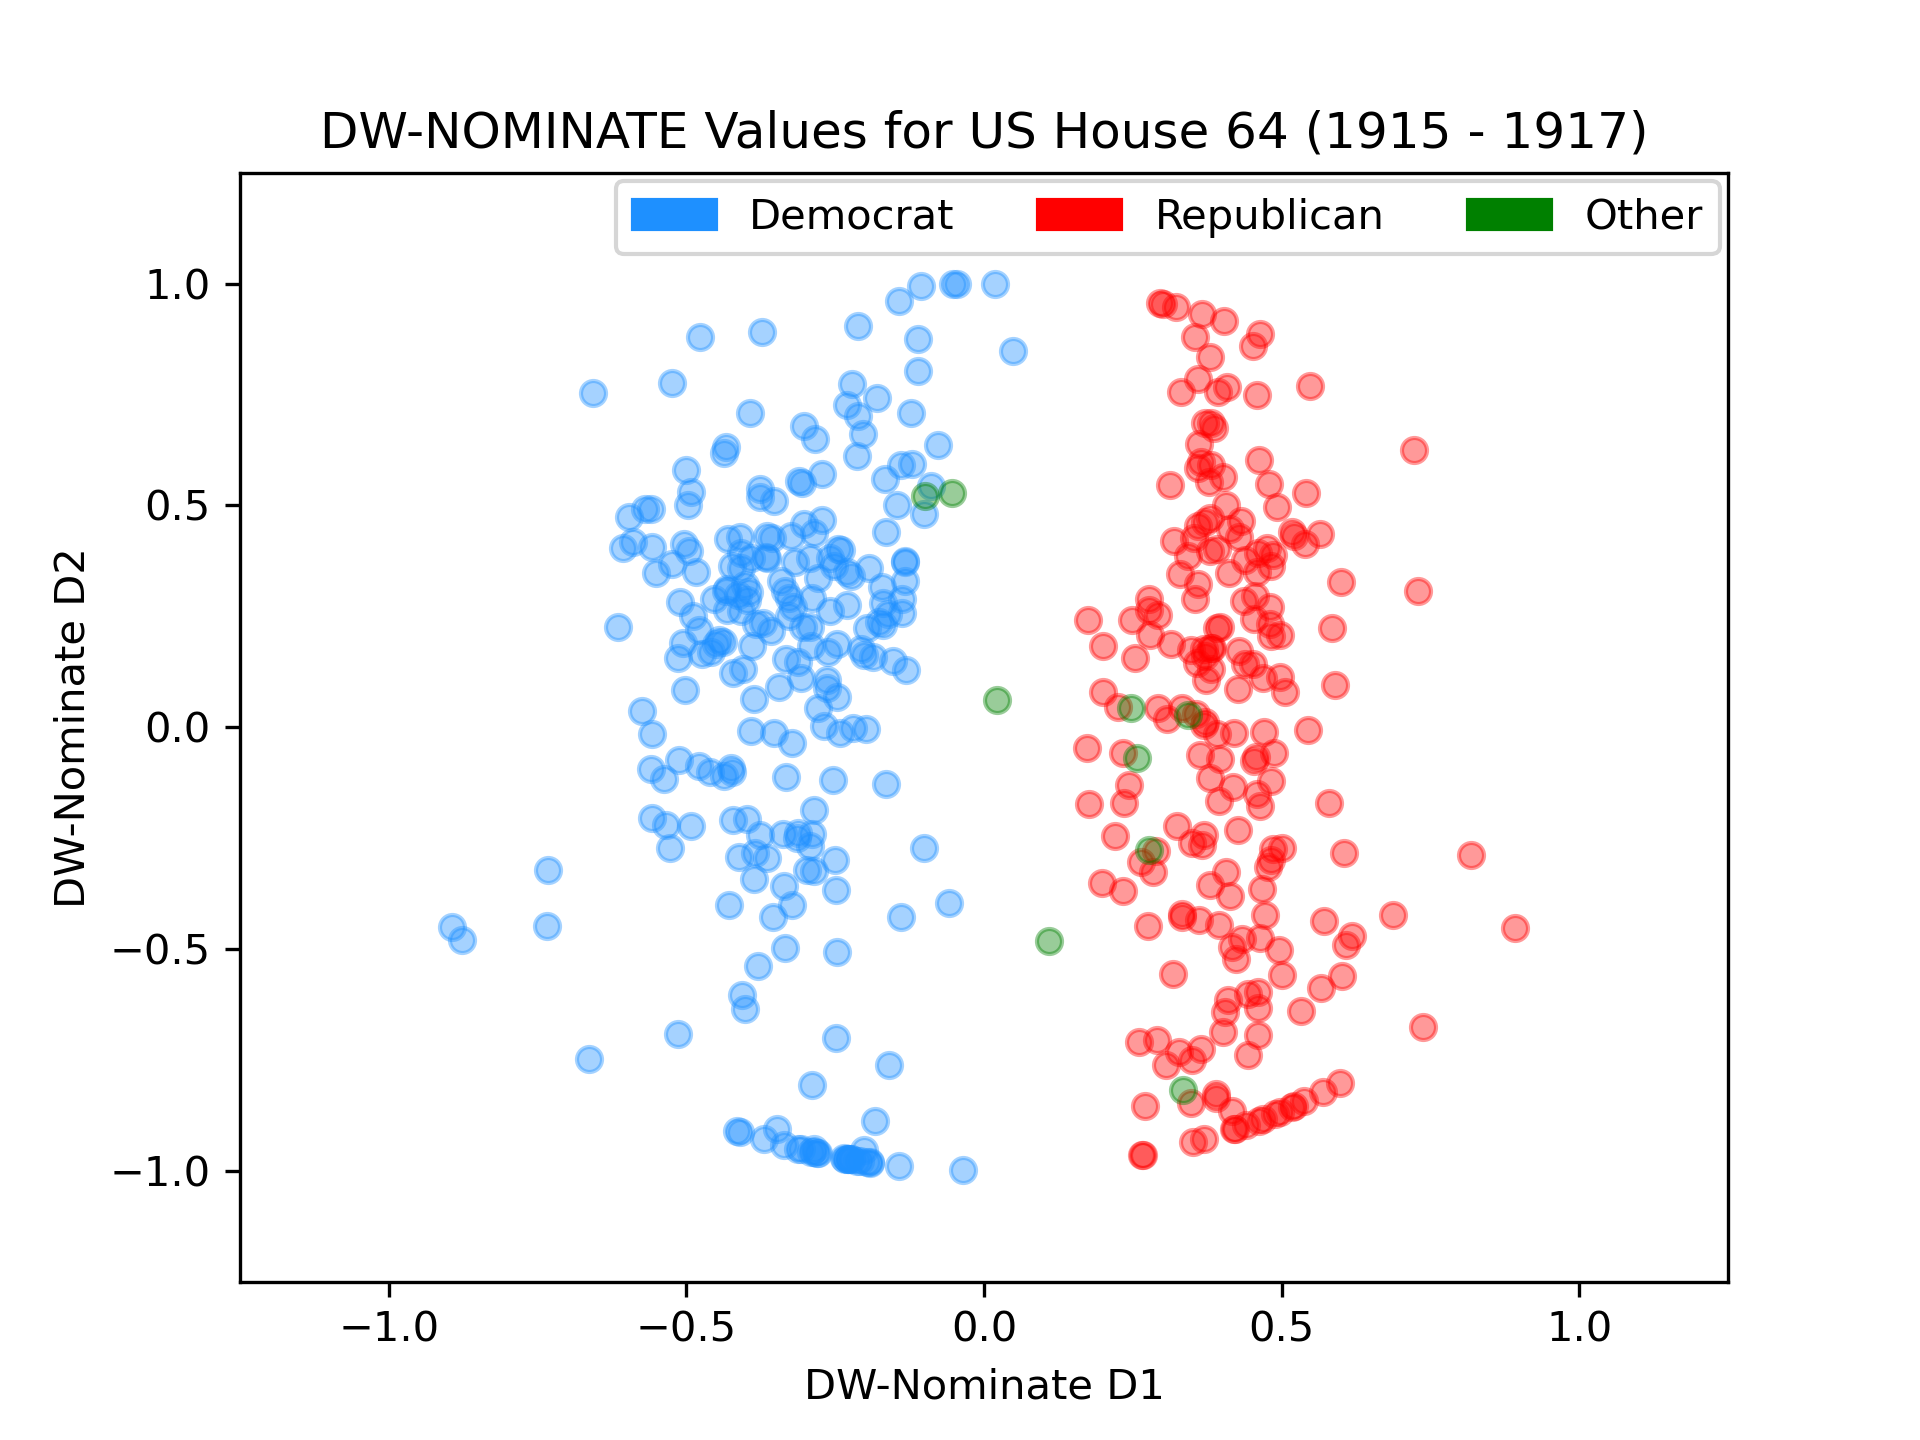 DW-NOMINATE Values for US House 64 (1915 - 1917)
Democrat Republican Other
1.0
0.5
0.0
−0.5
−1.0
DW-Nominate D2
−1.0 −0.5 0.0 0.5 1.0
DW-Nominate D1